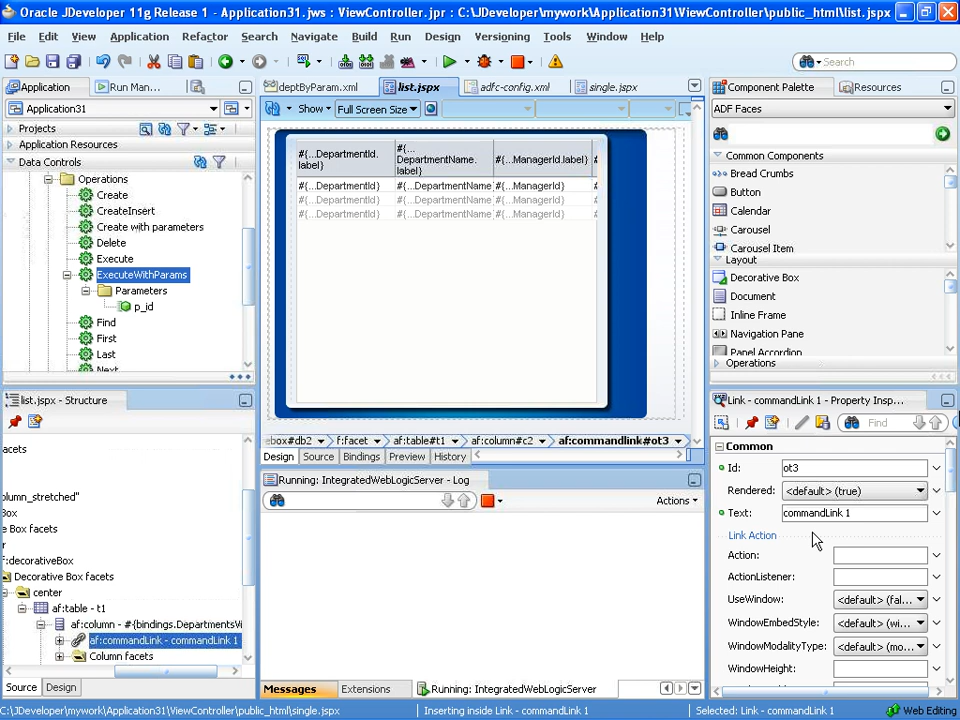 Oracle JDeveloper 11g Release 1 - Application31.jws : ViewController.jpr : C:\JDeveloper\mywork\Application31\ViewController\public_html\list.jspx
File Edit View Application Refactor Search Navigate Build Run Design Versioning Tools Window Help
Search
Application Run Man...
Application31
Projects
Application Resources
Data Controls
Operations
Create
CreateInsert
Create with parameters
Delete
Execute
ExecuteWithParams
Parameters
p_id
Find
First
Last
Next
list.jspx - Structure
acets
olumn_stretched"
Box
e Box facets
r
f:decorativeBox
Decorative Box facets
center
af:table - t1
af:column - #{bindings.DepartmentsVi
af:commandLink - commandLink 1
Column facets
Source Design
deptByParam.xml list.jspx adfc-config.xml single.jspx
Show Full Screen Size
#{...DepartmentId.
label}
#{...
DepartmentName.
label}
#{...ManagerId.label}
#{...DepartmentId} #{...DepartmentName #{...ManagerId}
#{...DepartmentId} #{...DepartmentName #{...ManagerId}
#{...DepartmentId} #{...DepartmentName #{...ManagerId}
ebox#db2 f:facet af:table#t1 af:column#c2 af:commandlink#ot3
Design Source Bindings Preview History
Running: IntegratedWebLogicServer - Log
Actions
Messages Extensions Running: IntegratedWebLogicServer
Component Palette Resources
ADF Faces
Common Components
Bread Crumbs
Button
Calendar
Carousel
Carousel Item
Layout
Decorative Box
Document
Inline Frame
Navigation Pane
Panel Accordion
Operations
Link - commandLink 1 - Property Insp...
Find
Common
Id: ot3
Rendered: <default> (true)
Text: commandLink 1
Link Action
Action:
ActionListener:
UseWindow: <default> (fal...
WindowEmbedStyle: <default> (wi...
WindowModalityType: <default> (mo...
WindowHeight:
C:\JDeveloper\mywork\Application31\ViewController\public_html\single.jspx
Inserting inside Link - commandLink 1
Selected: Link - commandLink 1
Web Editing